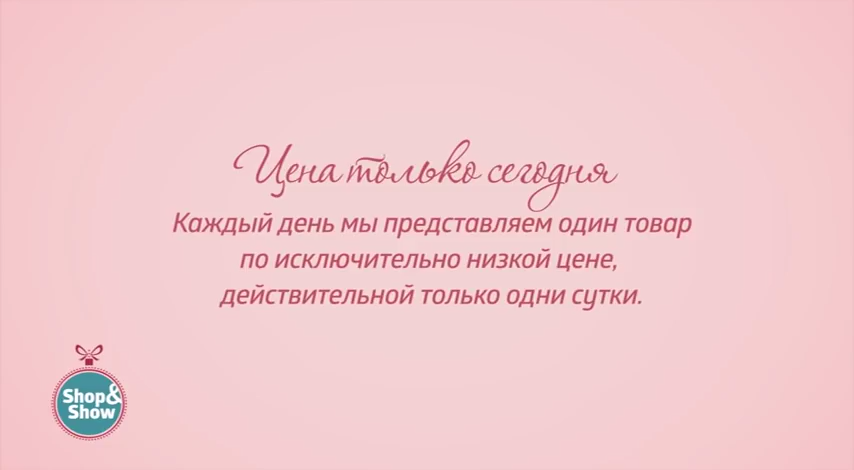 Цена только сегодня
Каждый день мы представляем один товар
по исключительно низкой цене,
действительной только одни сутки.
Shop&
Show